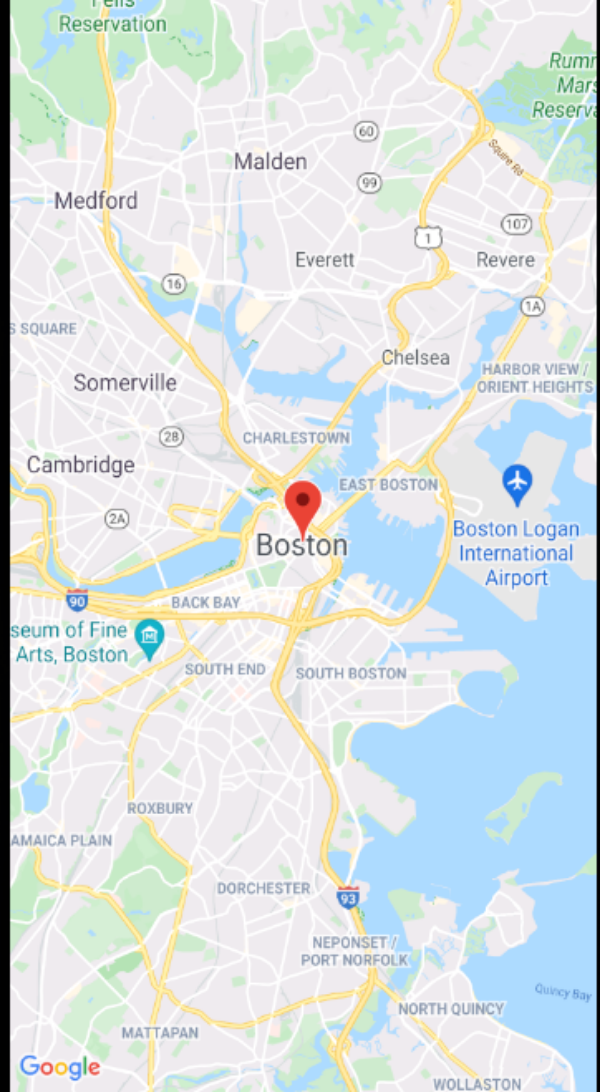 Fells
Reservation
60
Malden
Squire Rd
99
Medford
107
1
Everett
Revere
16
1A
SQUARE
Chelsea
HARBOR VIEW /
ORIENT HEIGHTS
Somerville
28
CHARLESTOWN
Cambridge
EAST BOSTON
2A
Boston Logan
International
Airport
Boston
90
BACK BAY
seum of Fine
Arts, Boston
SOUTH END
SOUTH BOSTON
ROXBURY
AMAICA PLAIN
DORCHESTER
93
NEPONSET /
PORT NORFOLK
Quincy Bay
NORTH QUINCY
MATTAPAN
Google
WOLLASTON